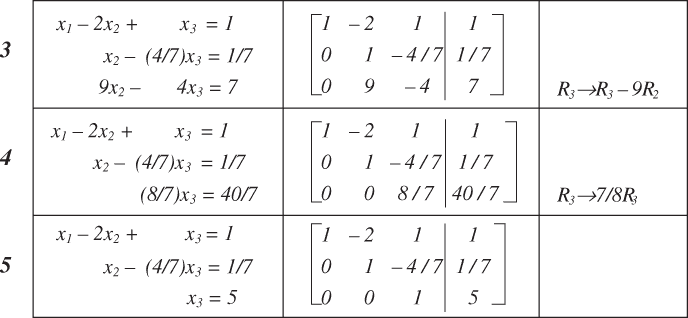 3
x₁ – 2x₂ + x₃ = 1
x₂ – (4/7)x₃ = 1/7
9x₂ – 4x₃ = 7
1 – 2 1 | 1
0 1 – 4 / 7 | 1 / 7
0 9 – 4 | 7
R₃→R₃ – 9R₂
4
x₁ – 2x₂ + x₃ = 1
x₂ – (4/7)x₃ = 1/7
(8/7)x₃ = 40/7
1 – 2 1 | 1
0 1 – 4 / 7 | 1 / 7
0 0 8 / 7 | 40 / 7
R₃→7/8R₃
5
x₁ – 2x₂ + x₃ = 1
x₂ – (4/7)x₃ = 1/7
x₃ = 5
1 – 2 1 | 1
0 1 – 4 / 7 | 1 / 7
0 0 1 | 5